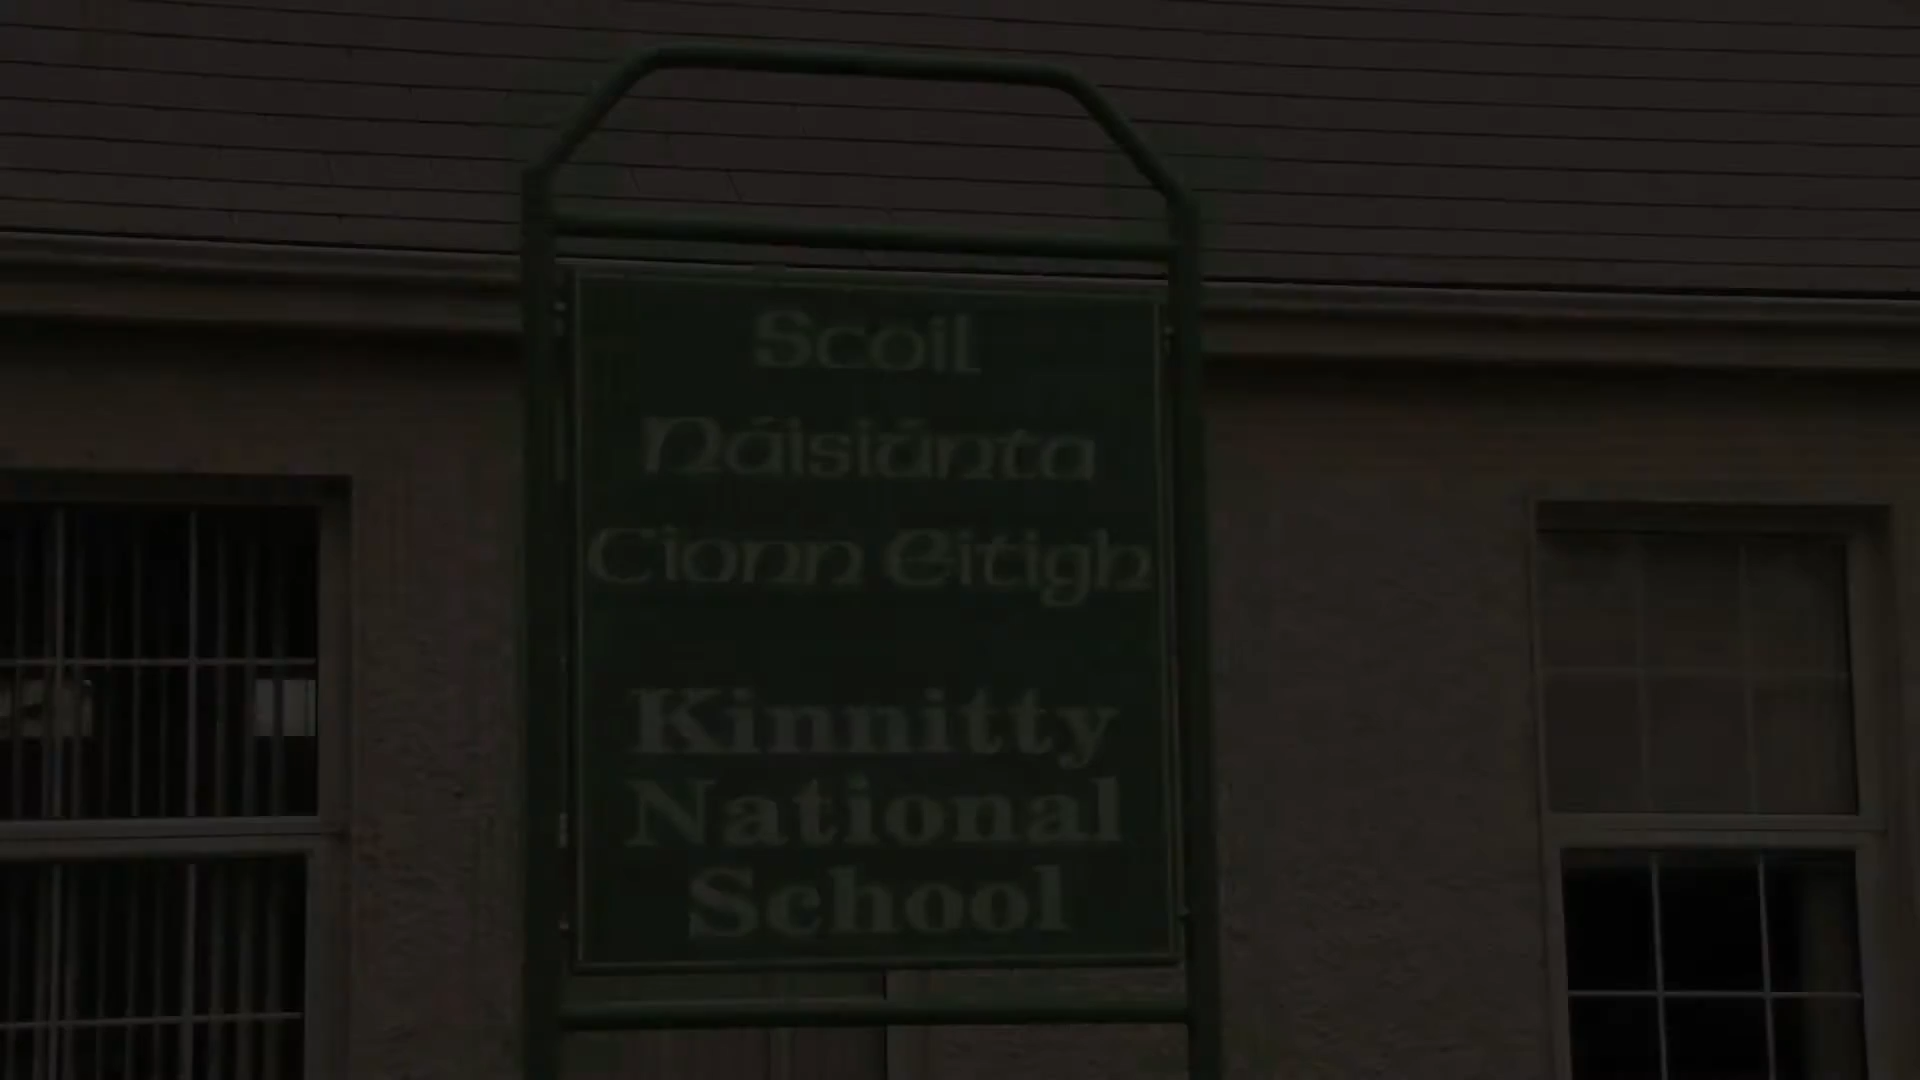 Scoil
Náisiúnta
Cionn Eitigh
Kinnitty
National
School